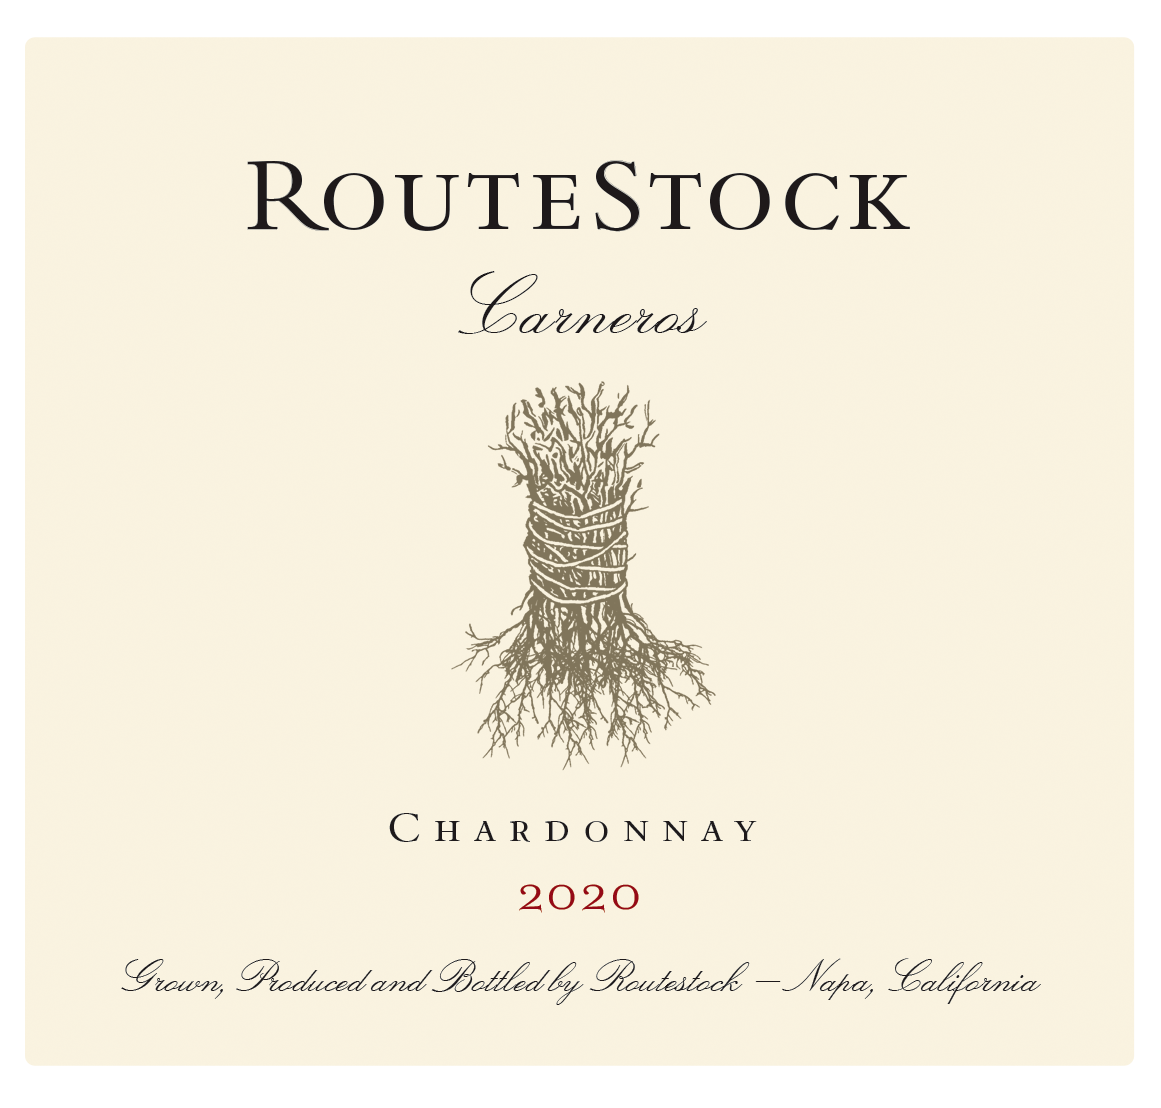 ROUTESTOCK
Carneros
CHARDONNAY
2020
Grown, Produced and Bottled by Routestock – Napa, California